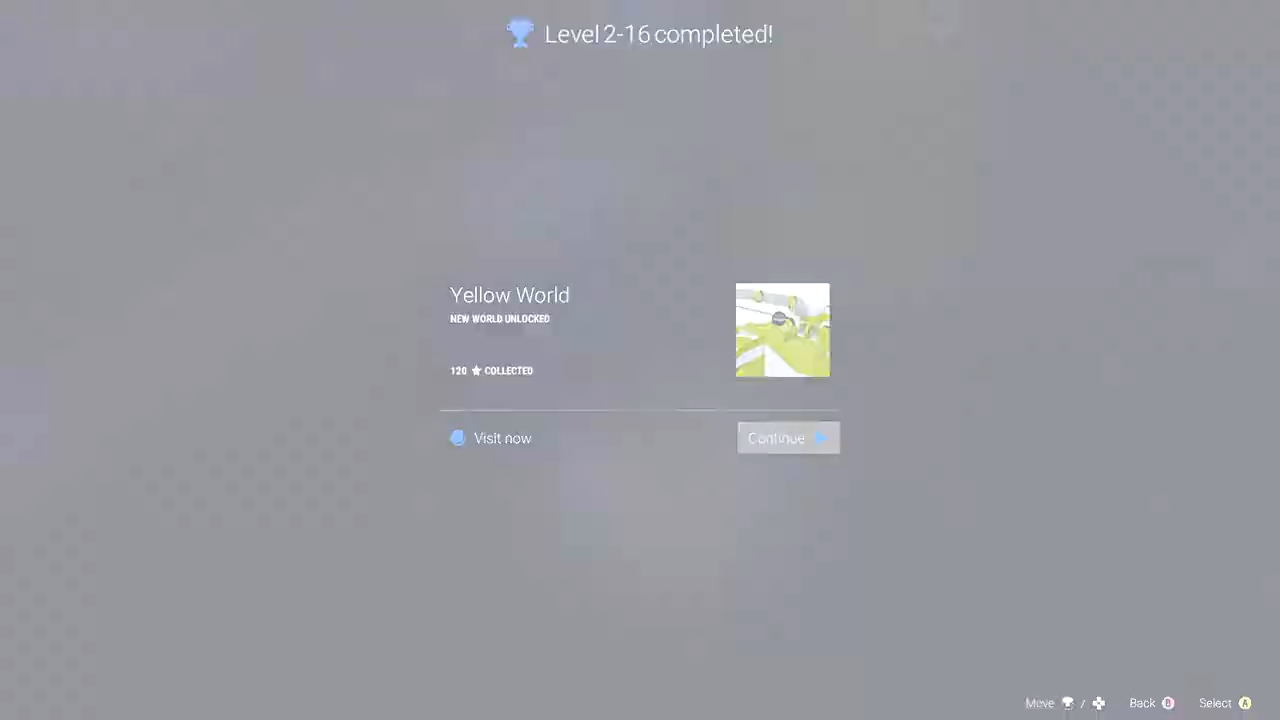 Level 2-16 completed!
Yellow World
NEW WORLD UNLOCKED
120 ★ COLLECTED
Visit now
Continue
Move / Back B Select A